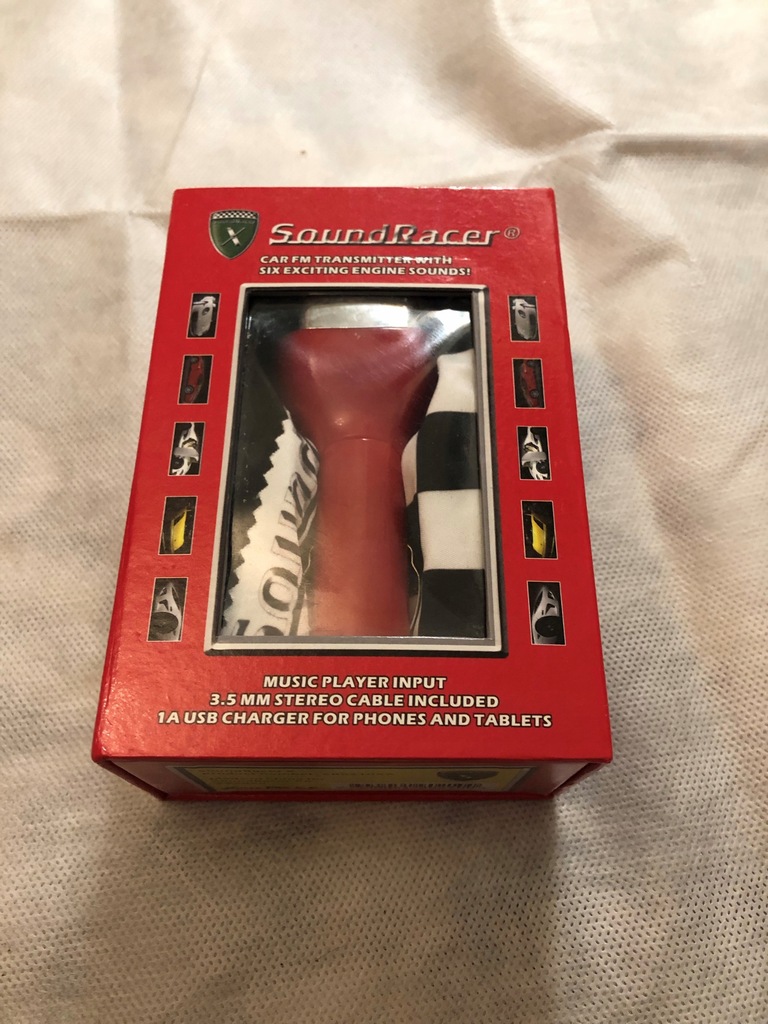 SoundRacer®
CAR FM TRANSMITTER WITH
SIX EXCITING ENGINE SOUNDS!
MUSIC PLAYER INPUT
3.5 MM STEREO CABLE INCLUDED
1A USB CHARGER FOR PHONES AND TABLETS